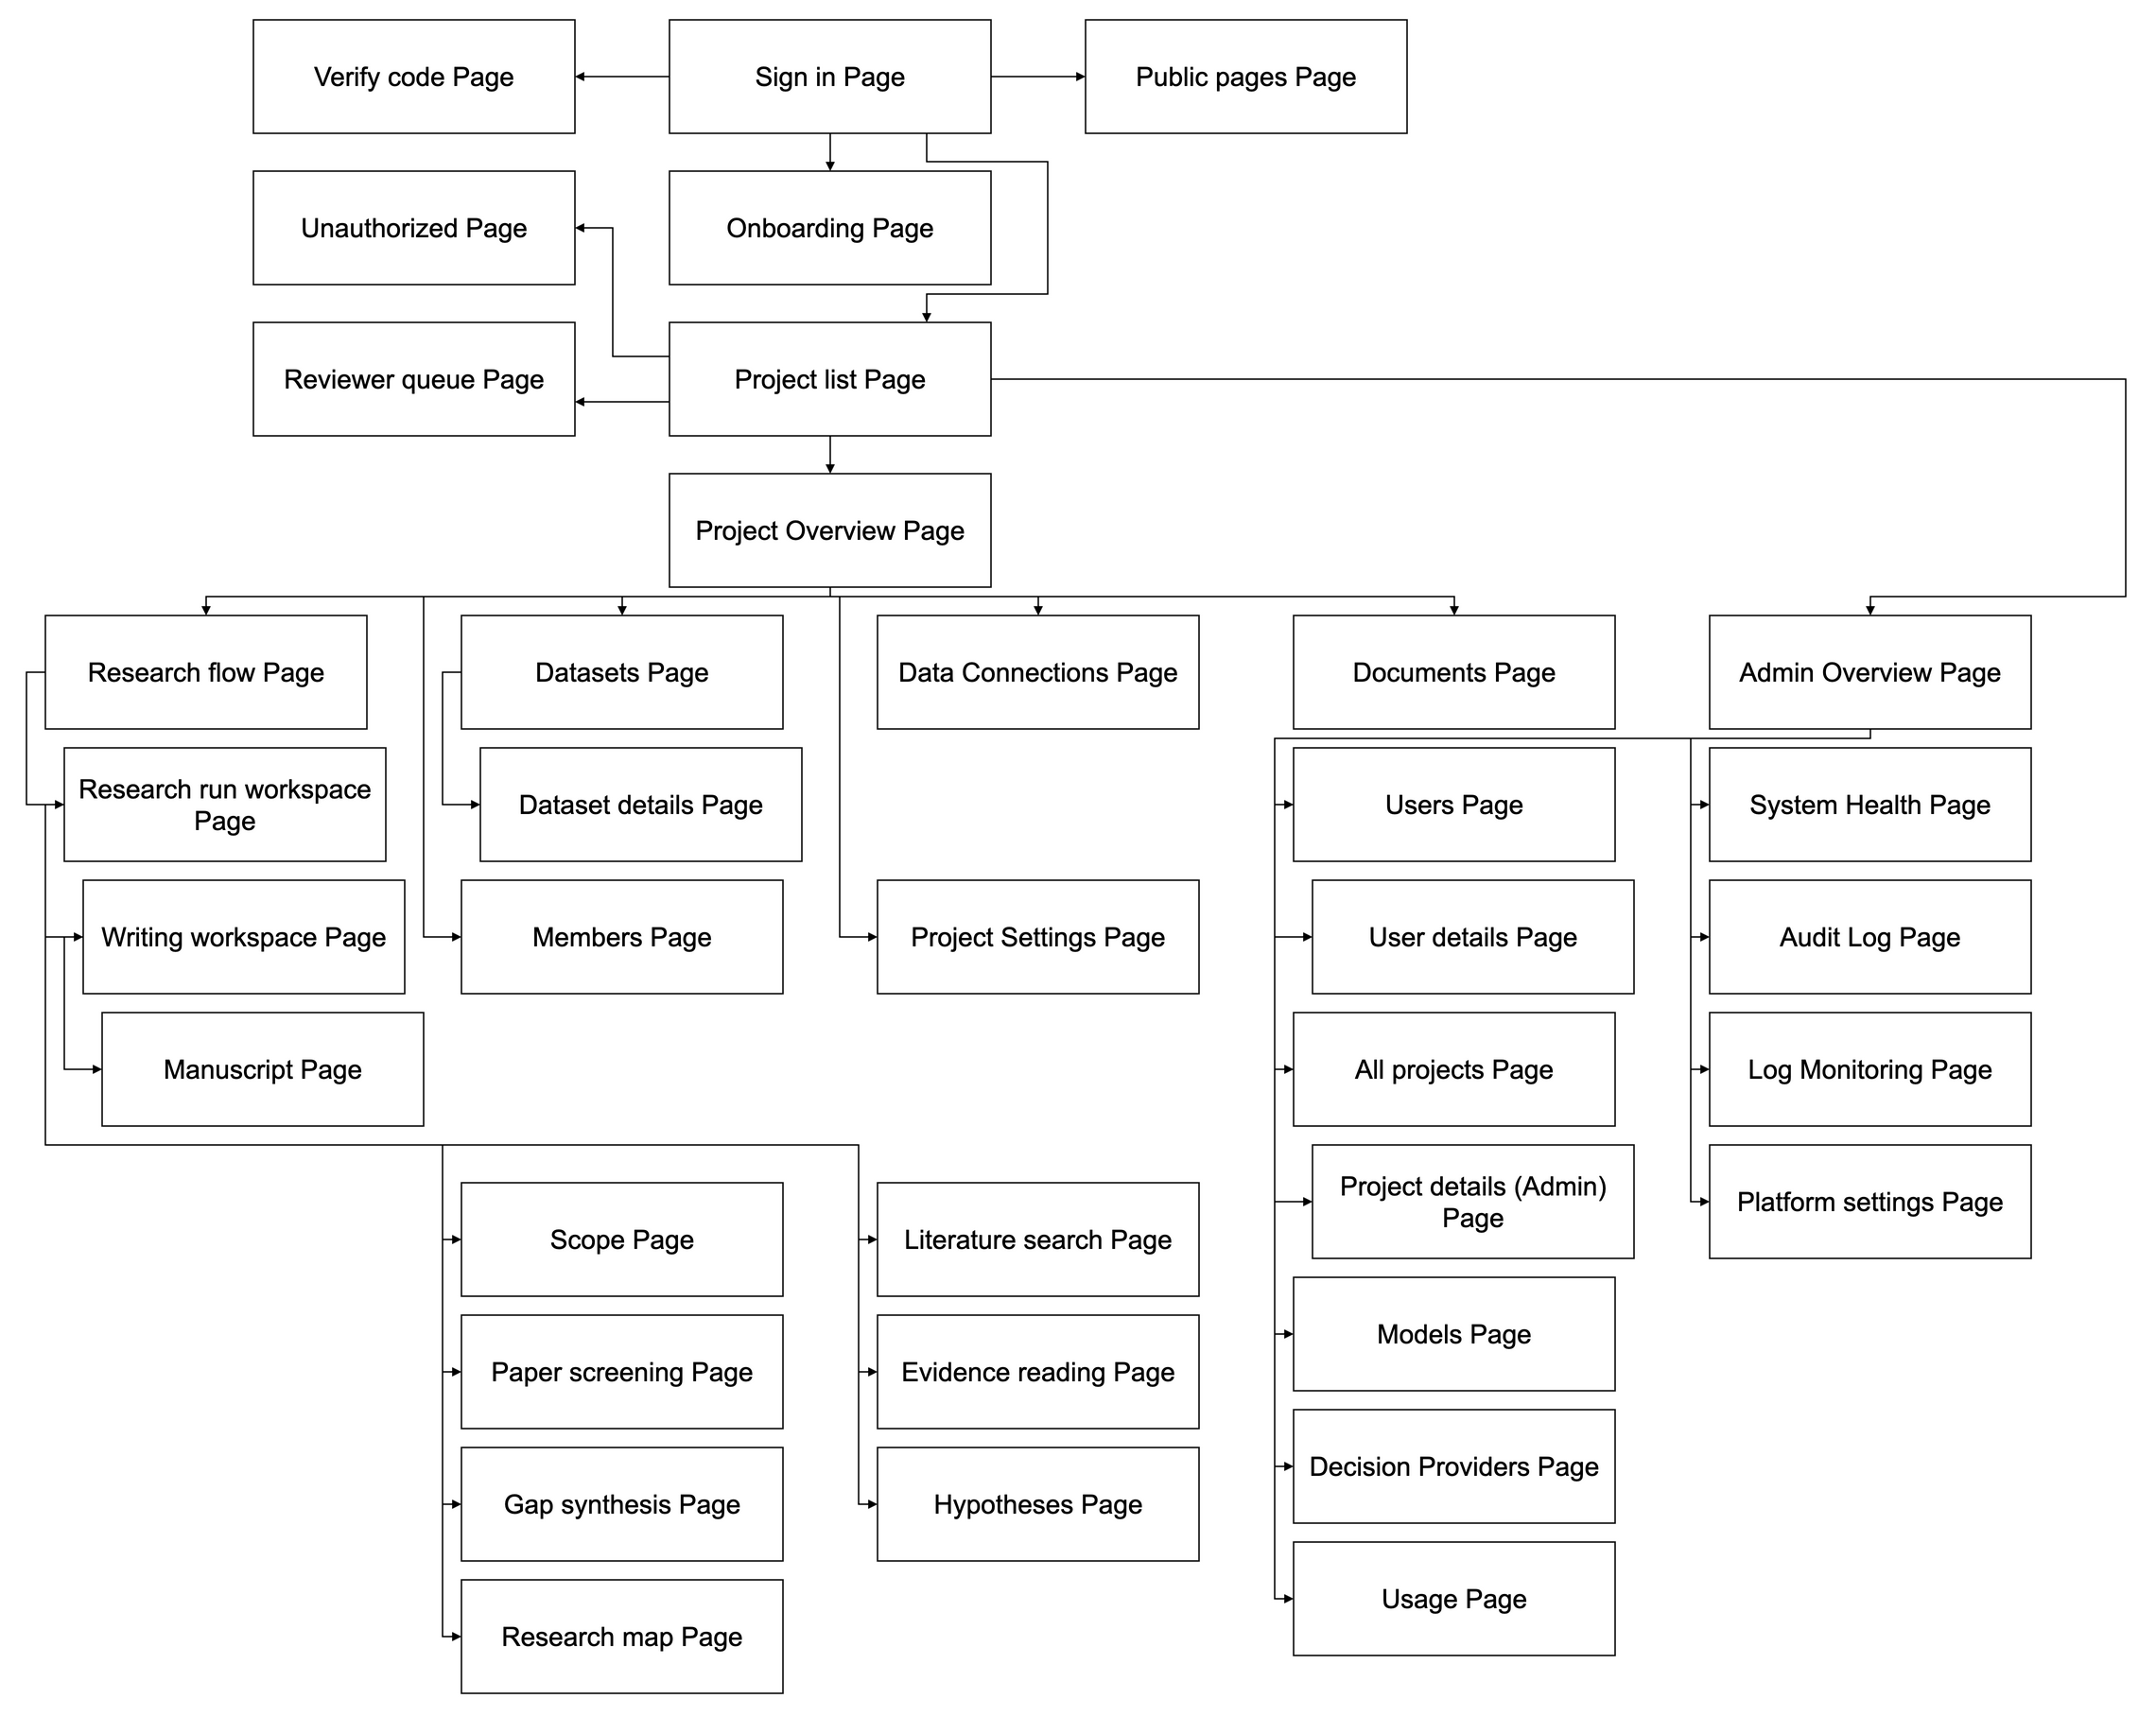 Verify code Page
Sign in Page
Public pages Page
Unauthorized Page
Onboarding Page
Reviewer queue Page
Project list Page
Project Overview Page
Research flow Page
Datasets Page
Data Connections Page
Documents Page
Admin Overview Page
Research run workspace
Page
Dataset details Page
Users Page
System Health Page
Writing workspace Page
Members Page
Project Settings Page
User details Page
Audit Log Page
Manuscript Page
All projects Page
Log Monitoring Page
Project details (Admin)
Page
Platform settings Page
Scope Page
Literature search Page
Models Page
Paper screening Page
Evidence reading Page
Decision Providers Page
Gap synthesis Page
Hypotheses Page
Usage Page
Research map Page